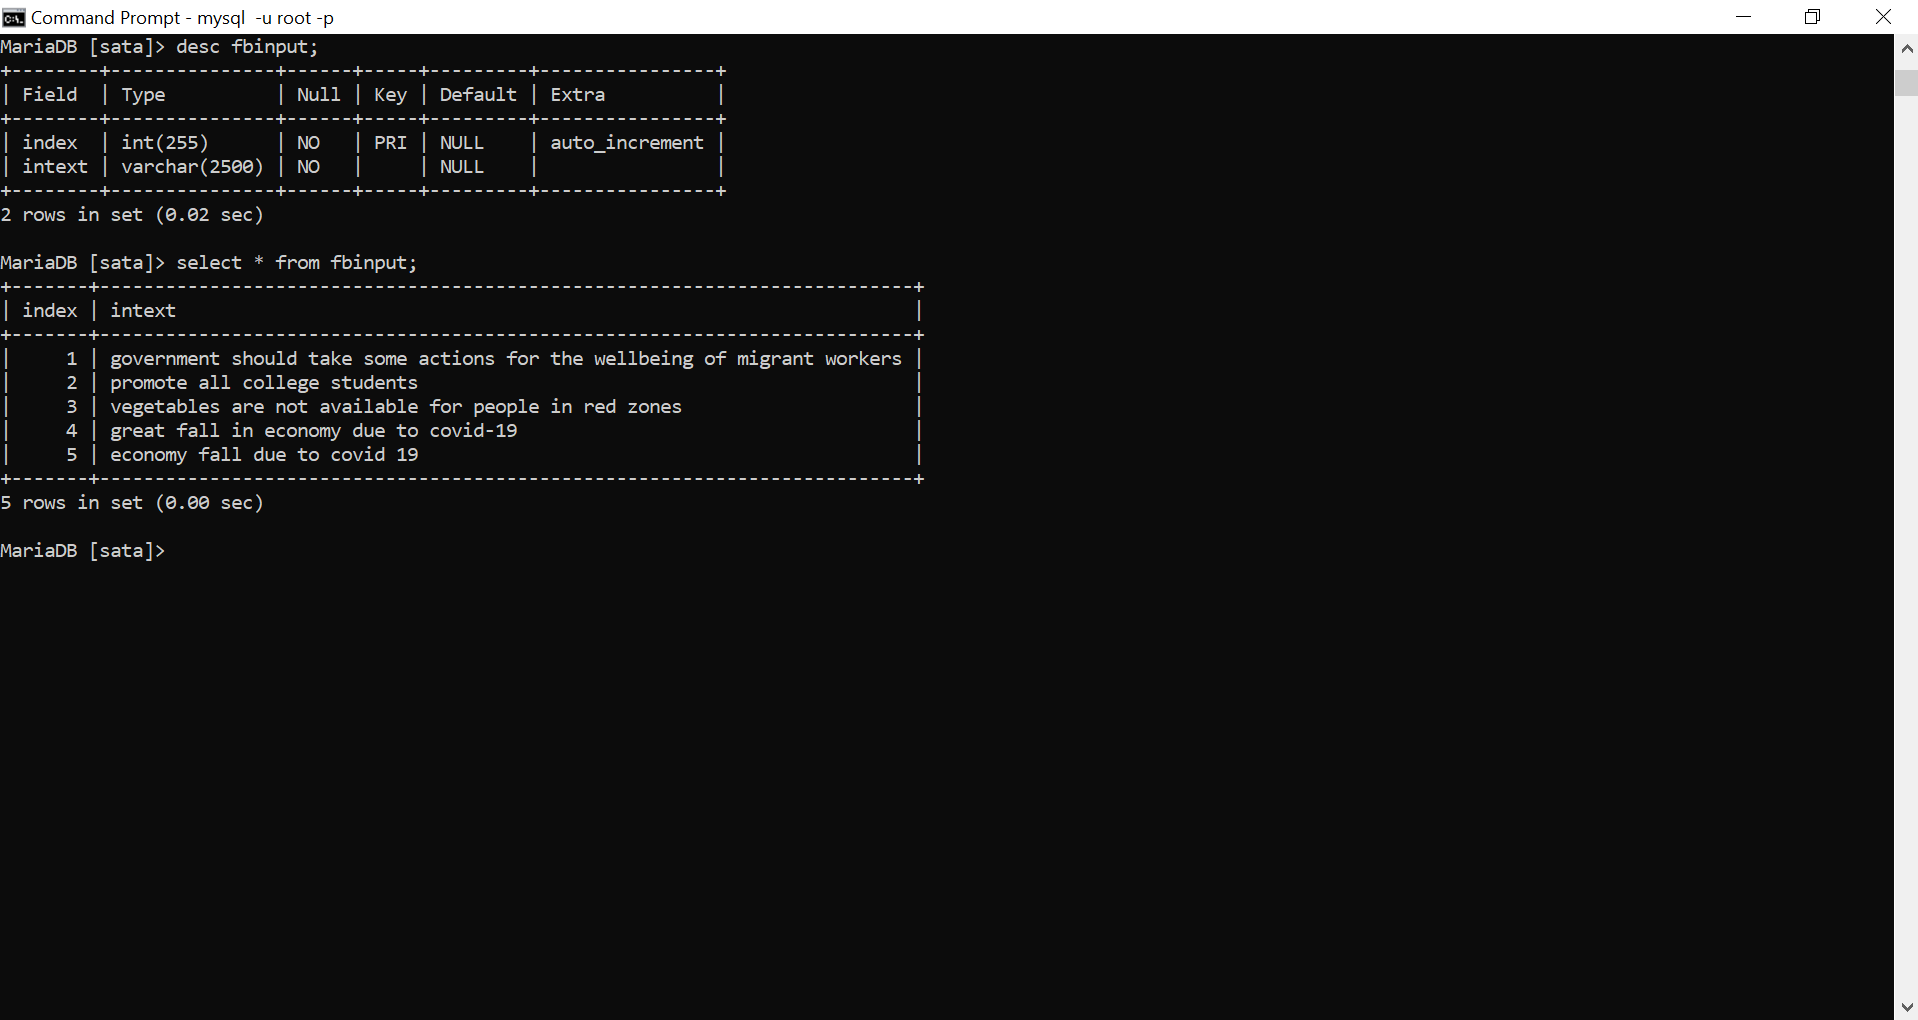 Command Prompt - mysql  -u root -p
MariaDB [sata]> desc fbinput;
+--------+---------------+------+-----+---------+----------------+
| Field  | Type          | Null | Key | Default | Extra          |
+--------+---------------+------+-----+---------+----------------+
| index  | int(255)      | NO   | PRI | NULL    | auto_increment |
| intext | varchar(2500) | NO   |     | NULL    |                |
+--------+---------------+------+-----+---------+----------------+
2 rows in set (0.02 sec)
MariaDB [sata]> select * from fbinput;
+-------+--------------------------------------------------------------------------+
| index | intext                                                                   |
+-------+--------------------------------------------------------------------------+
|     1 | government should take some actions for the wellbeing of migrant workers |
|     2 | promote all college students                                             |
|     3 | vegetables are not available for people in red zones                     |
|     4 | great fall in economy due to covid-19                                    |
|     5 | economy fall due to covid 19                                             |
+-------+--------------------------------------------------------------------------+
5 rows in set (0.00 sec)
MariaDB [sata]>